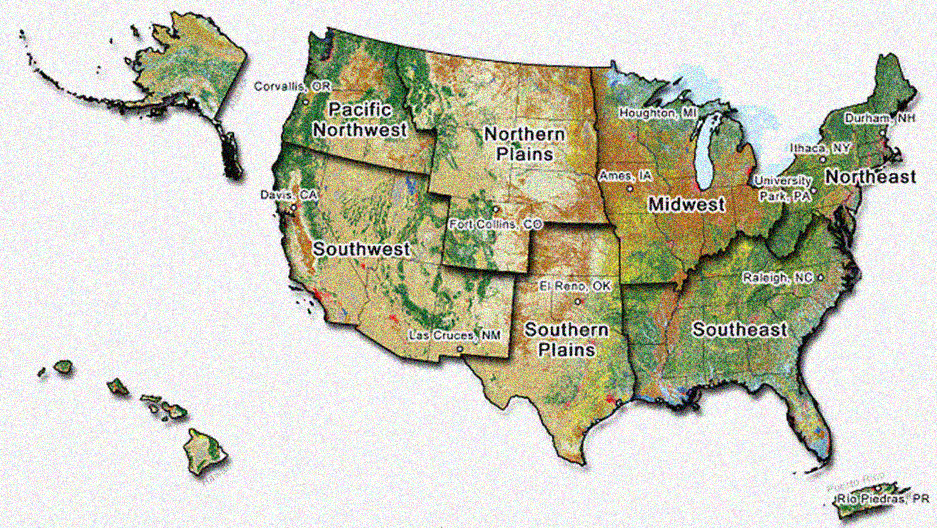 Corvallis, OR
Pacific
Northwest
Northern
Plains
Houghton, MI
Durham, NH
Ithaca, NY
Northeast
University
Park, PA
Ames, IA
Midwest
Davis, CA
Fort Collins, CO
Southwest
El Reno, OK
Raleigh, NC
Southern
Plains
Southeast
Las Cruces, NM
Puerto Rico
Rio Piedras, PR